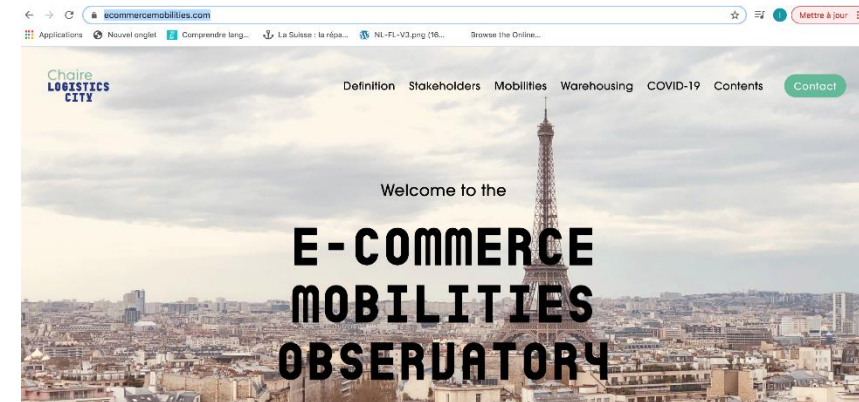 ecommercemobilities.com
Mettre à jour
Applications Nouvel onglet Comprendre lang... La Suisse : la répa... NL-FL-V3.png (16... Browse the Online...
Chaire
LOGISTICS
CITY
Definition Stakeholders Mobilities Warehousing COVID-19 Contents Contact
Welcome to the
E-COMMERCE
MOBILITIES
OBSERVATORY